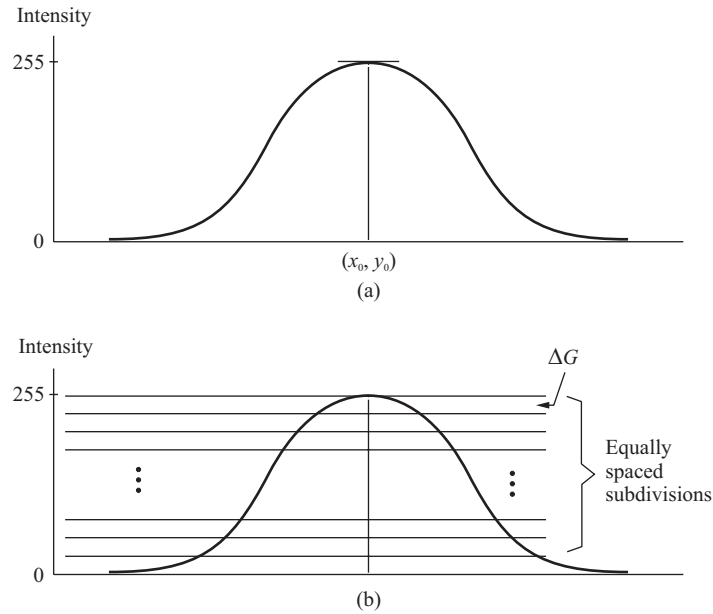 Intensity
255
0
(x₀, y₀)
(a)
Intensity
ΔG
255
Equally
spaced
subdivisions
0
(b)